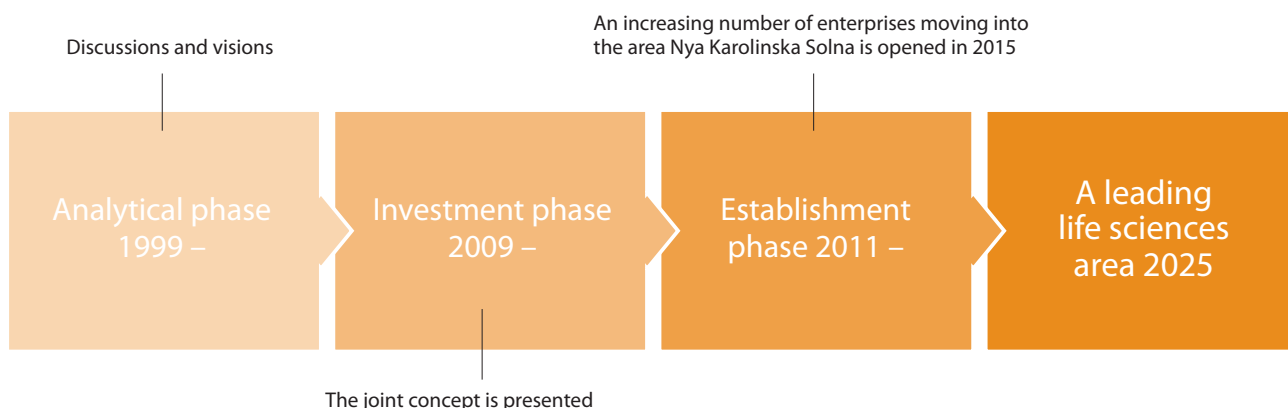 Discussions and visions
An increasing number of enterprises moving into
the area Nya Karolinska Solna is opened in 2015
Analytical phase
1999 –
Investment phase
2009 –
Establishment
phase 2011 –
A leading
life sciences
area 2025
The joint concept is presented